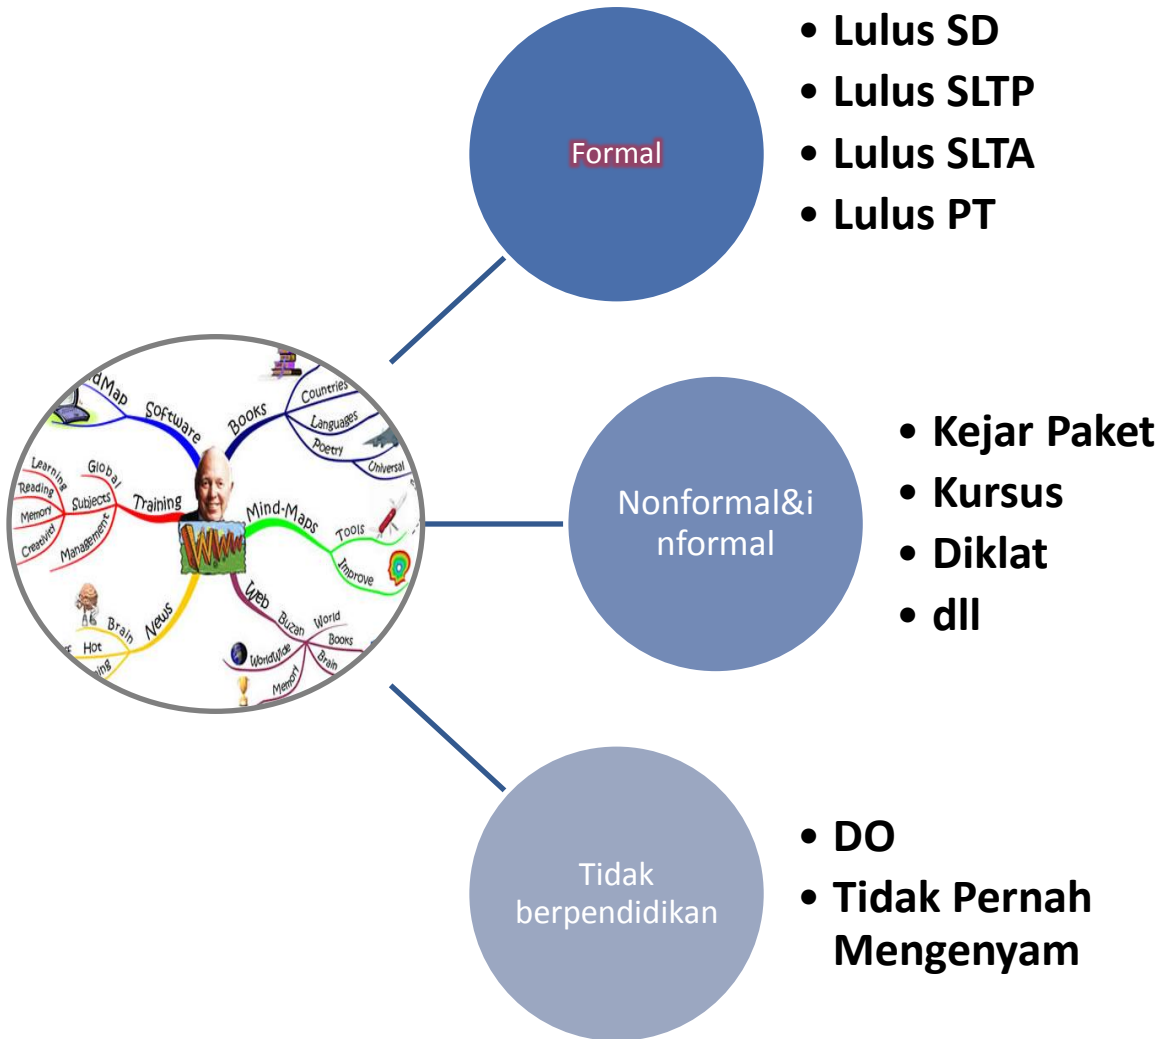 Formal
• Lulus SD
• Lulus SLTP
• Lulus SLTA
• Lulus PT
dMap
Software
Books
Countries
Languages
Poetry
Universal
Learning
Reading
Memory
Creativity
Global
Subjects
Management
Training
Mind-Maps
Tools
Improve
News
Brain
Hot
Web
Buzan
World
Books
Brain
WorldWide
Memory
Nonformal&i
nformal
• Kejar Paket
• Kursus
• Diklat
• dll
Tidak
berpendidikan
• DO
• Tidak Pernah
Mengenyam